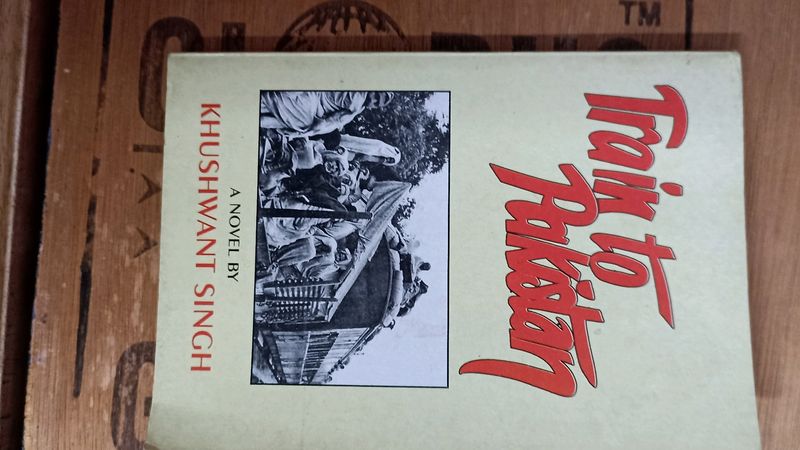 Train to
Pakistan
A NOVEL BY
KHUSHWANT SINGH
TM